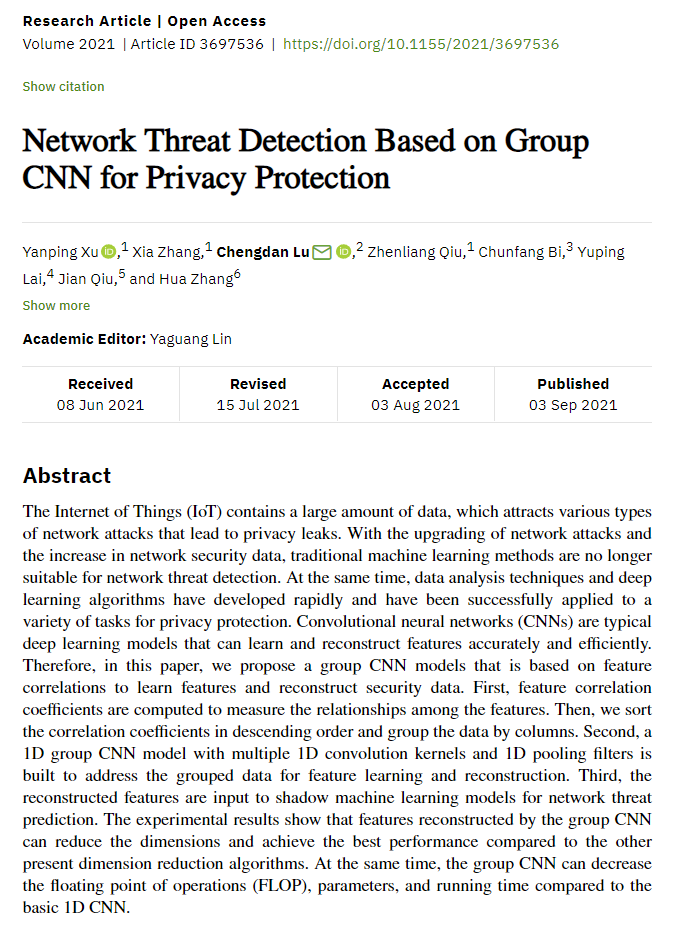 Research Article | Open Access
Volume 2021 | Article ID 3697536 | https://doi.org/10.1155/2021/3697536
Show citation
Network Threat Detection Based on Group
CNN for Privacy Protection
Yanping Xu iD,1 Xia Zhang,1 Chengdan Lu iD,2 Zhenliang Qiu,1 Chunfang Bi,3 Yuping
Lai,4 Jian Qiu,5 and Hua Zhang6
Show more
Academic Editor: Yaguang Lin
Received Revised Accepted Published
08 Jun 2021 15 Jul 2021 03 Aug 2021 03 Sep 2021
Abstract
The Internet of Things (IoT) contains a large amount of data, which attracts various types
of network attacks that lead to privacy leaks. With the upgrading of network attacks and
the increase in network security data, traditional machine learning methods are no longer
suitable for network threat detection. At the same time, data analysis techniques and deep
learning algorithms have developed rapidly and have been successfully applied to a
variety of tasks for privacy protection. Convolutional neural networks (CNNs) are typical
deep learning models that can learn and reconstruct features accurately and efficiently.
Therefore, in this paper, we propose a group CNN models that is based on feature
correlations to learn features and reconstruct security data. First, feature correlation
coefficients are computed to measure the relationships among the features. Then, we sort
the correlation coefficients in descending order and group the data by columns. Second, a
1D group CNN model with multiple 1D convolution kernels and 1D pooling filters is
built to address the grouped data for feature learning and reconstruction. Third, the
reconstructed features are input to shadow machine learning models for network threat
prediction. The experimental results show that features reconstructed by the group CNN
can reduce the dimensions and achieve the best performance compared to the other
present dimension reduction algorithms. At the same time, the group CNN can decrease
the floating point of operations (FLOP), parameters, and running time compared to the
basic 1D CNN.